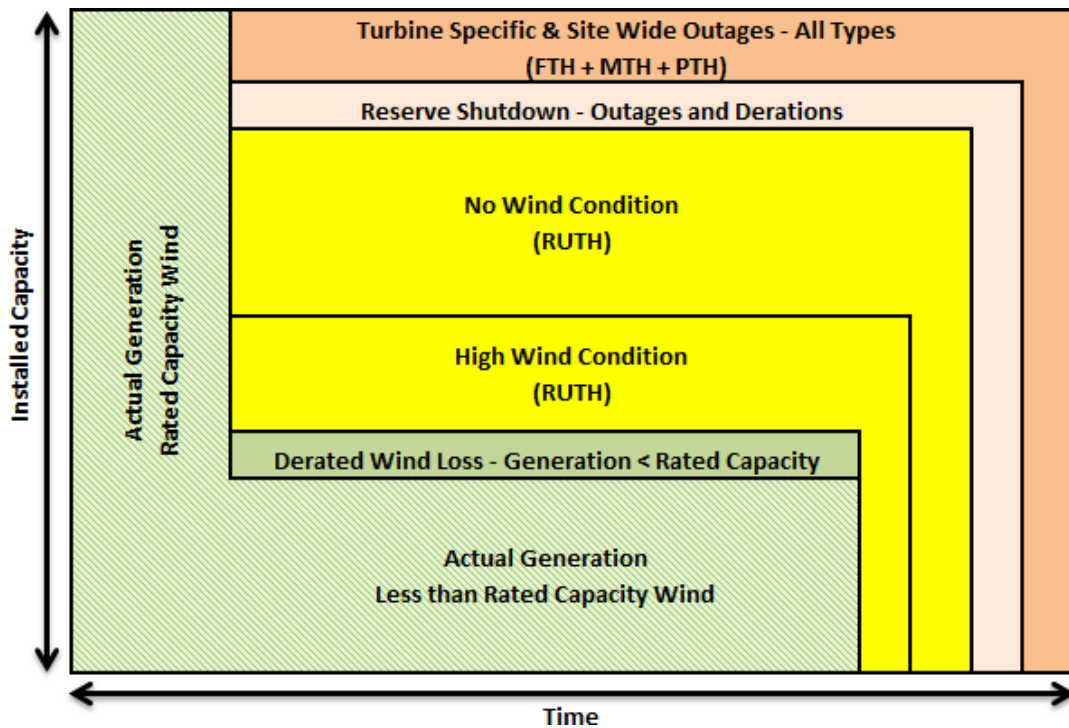 Turbine Specific & Site Wide Outages - All Types
(FTH + MTH + PTH)
Reserve Shutdown - Outages and Derations
No Wind Condition
(RUTH)
High Wind Condition
(RUTH)
Derated Wind Loss - Generation < Rated Capacity
Actual Generation
Less than Rated Capacity Wind
Actual Generation
Rated Capacity Wind
Installed Capacity
Time